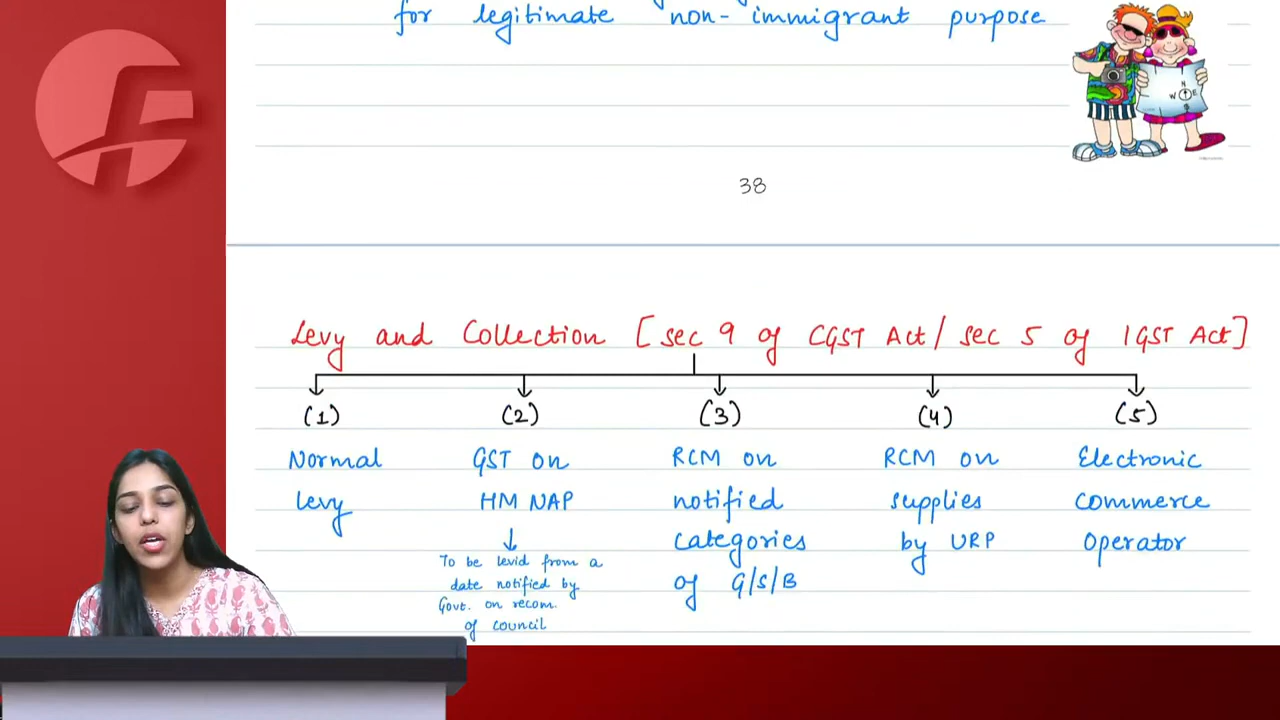 for legitimate non-immigrant purpose
N
W E
38
Levy and Collection [sec 9 of CGST Act/ sec 5 of IGST Act]
(1) (2) (3) (4) (5)
Normal GST on RCM on RCM on Electronic
levy HM NAP notified supplies commerce
categories by URP operator
To be levid from a
date notified by of G/S/B
Govt. on recom.
of council